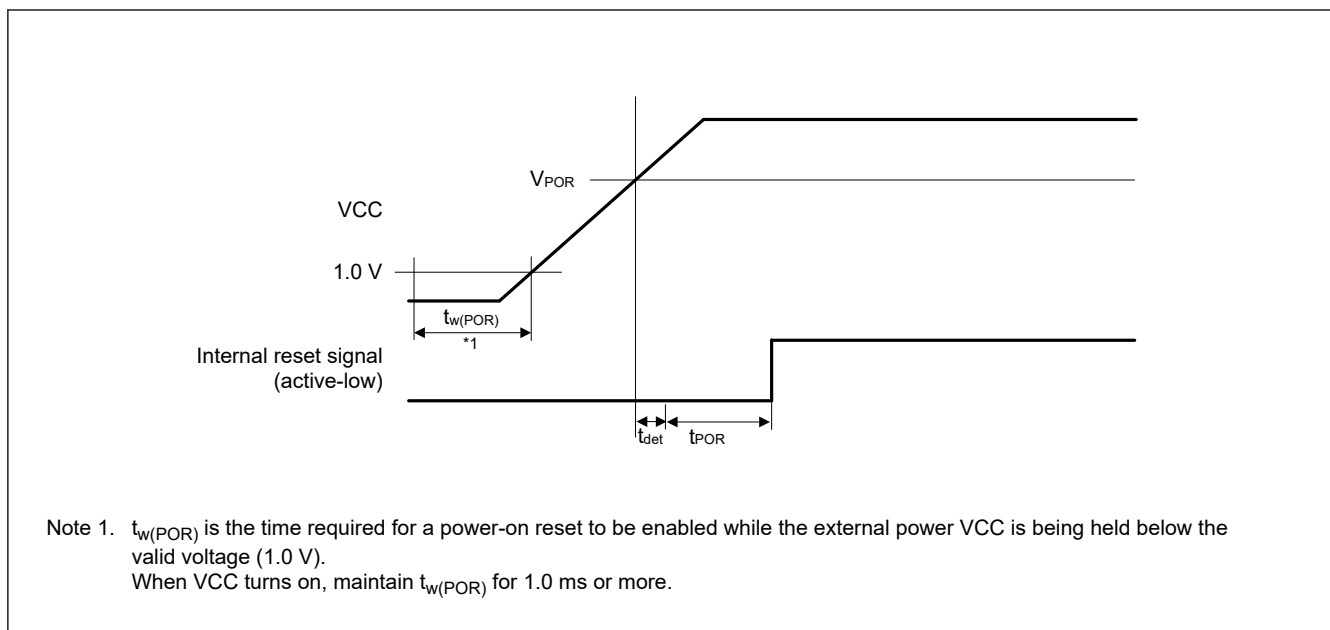 VPOR
VCC
1.0 V
tw(POR)
*1
Internal reset signal
(active-low)
tdet
tPOR
Note 1. tw(POR) is the time required for a power-on reset to be enabled while the external power VCC is being held below the
valid voltage (1.0 V).
When VCC turns on, maintain tw(POR) for 1.0 ms or more.